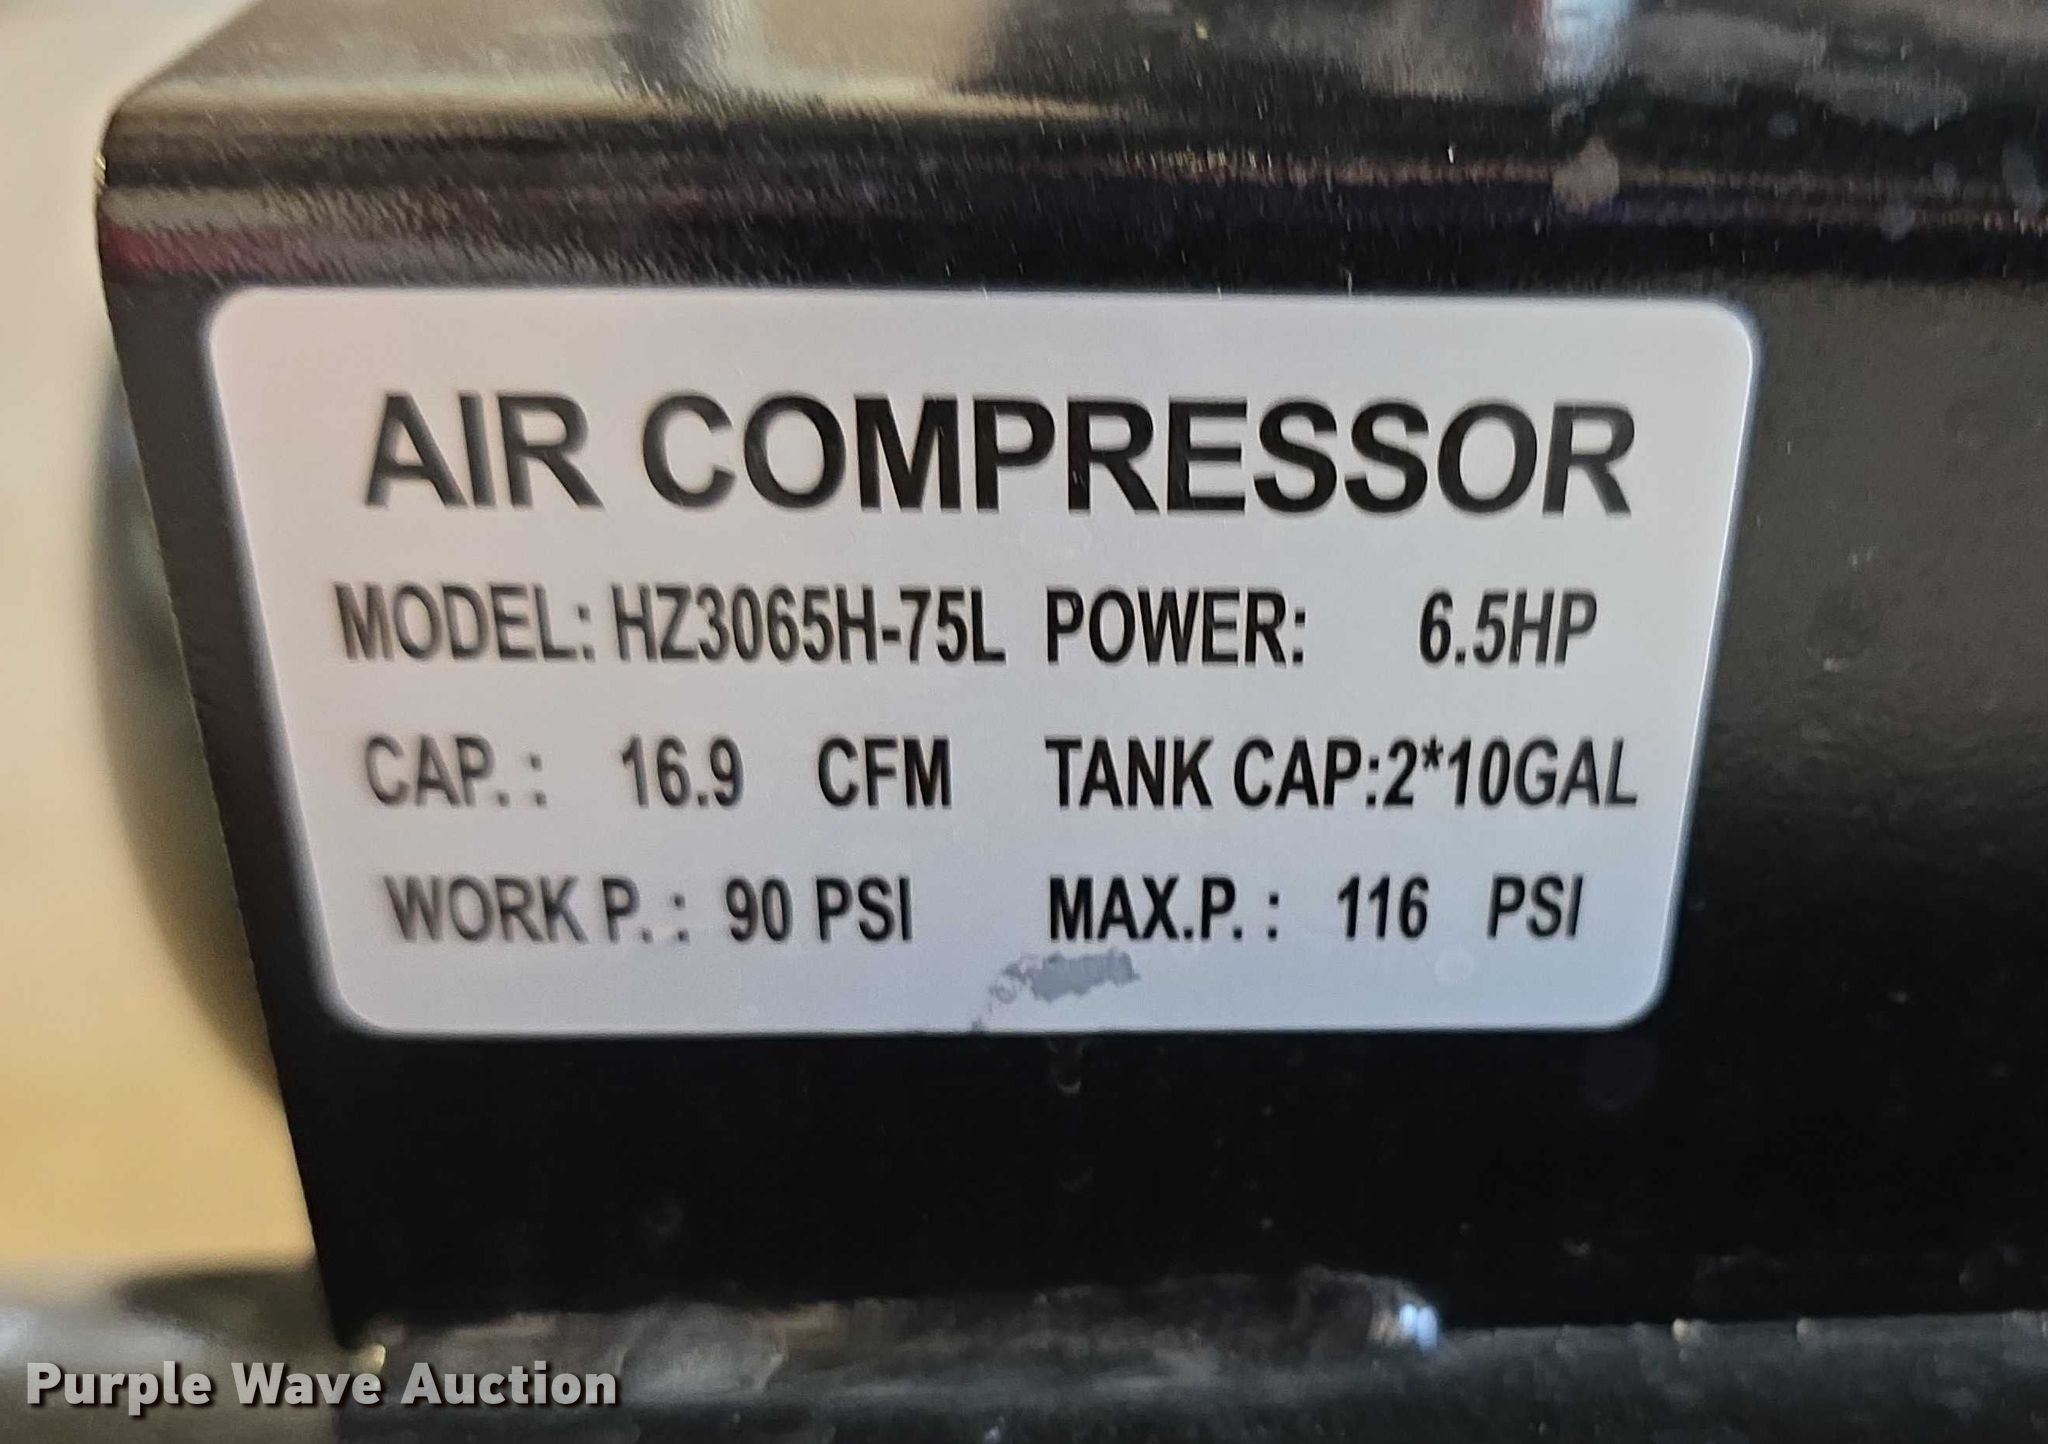 AIR COMPRESSOR
MODEL: HZ3065H-75L POWER: 6.5HP
CAP.: 16.9 CFM TANK CAP:2*10GAL
WORK P.: 90 PSI MAX.P.: 116 PSI
Purple Wave Auction